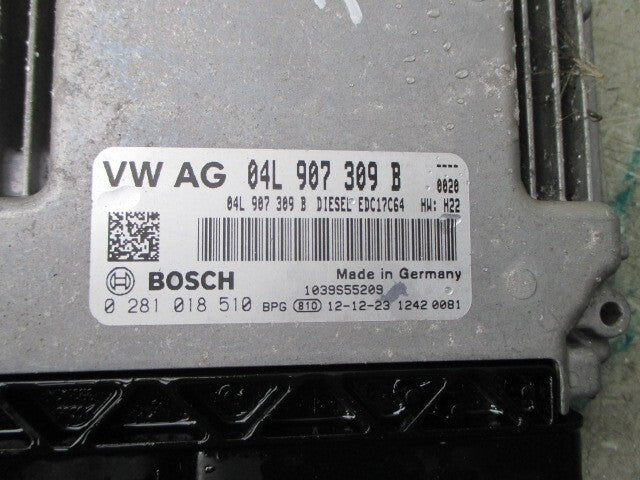 VW AG 04L 907 309 B ----
0020
04L 907 309 B DIESEL EDC17C64 HW: H22
BOSCH Made in Germany
1039S55209
0 281 018 510 BPG 810 12-12-23 1242 0081